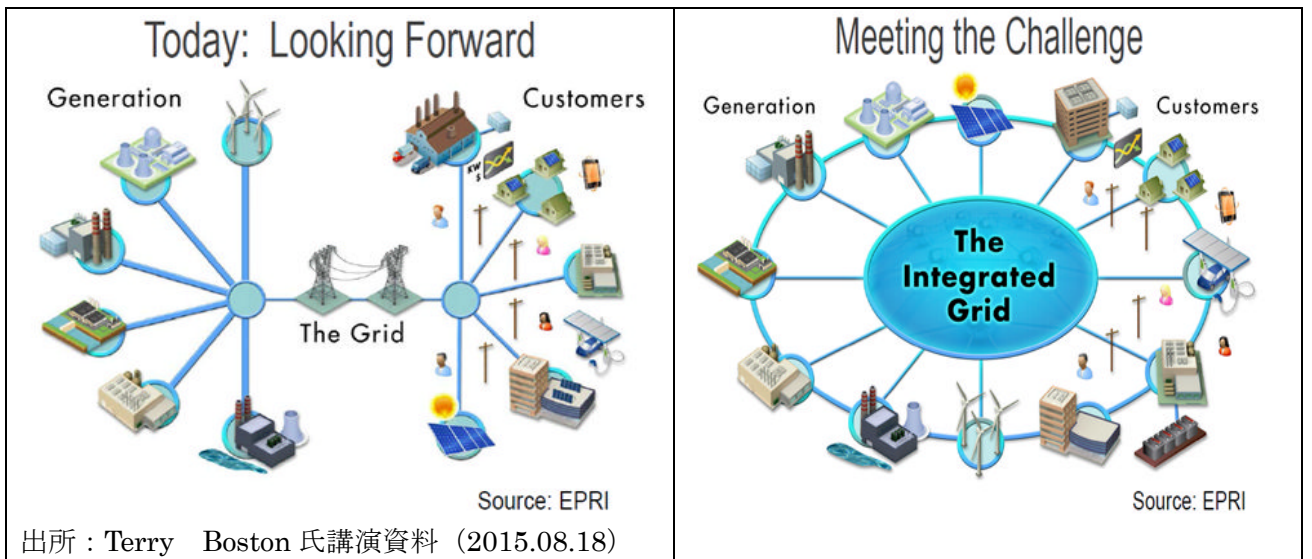 Today: Looking Forward
Generation
Customers
KW
$
The Grid
Source: EPRI
出所：Terry Boston 氏講演資料（2015.08.18）
Meeting the Challenge
Generation
Customers
The
Integrated
Grid
Source: EPRI